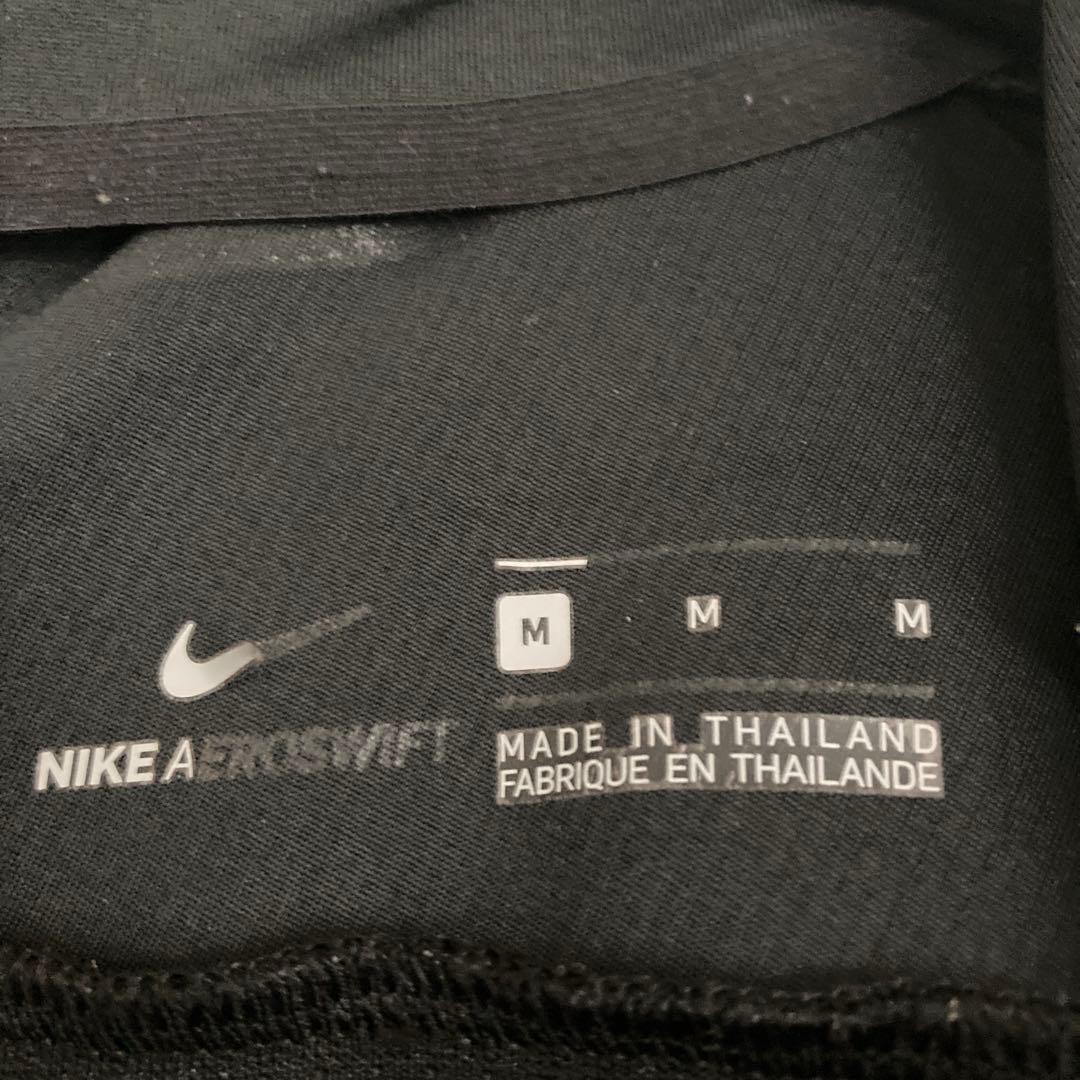 M M M
NIKE AEROSWIFT
MADE IN THAILAND
FABRIQUE EN THAILANDE